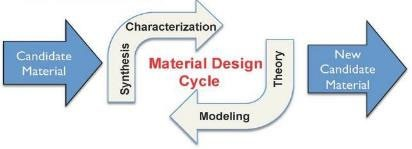 Candidate
Material
Synthesis
Characterization
Material Design
Cycle
Theory
Modeling
New
Candidate
Material